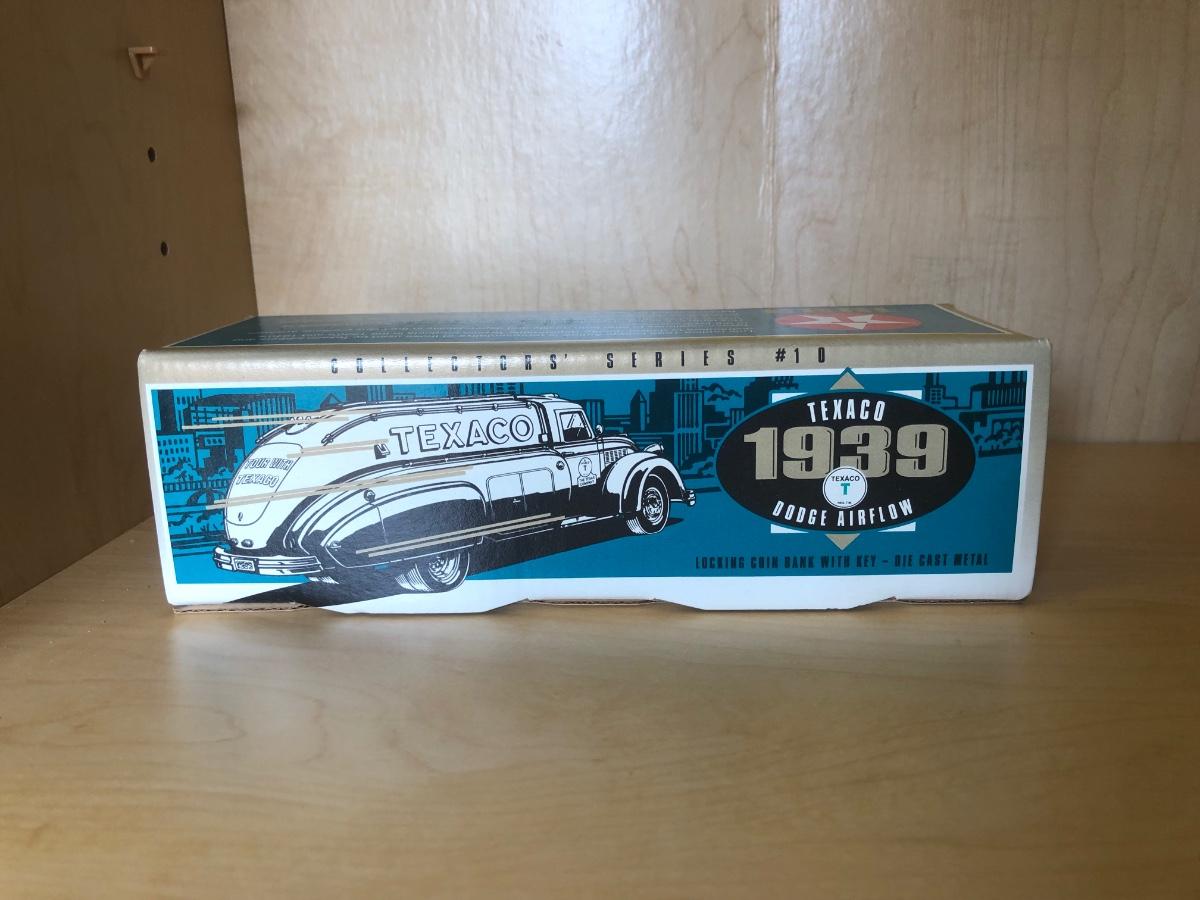 COLLECTORS' SERIES #10
TEXACO
TOUR WITH
TEXACO
TEXACO
1939
TEXACO
T
DODGE AIRFLOW
LOCKING COIN BANK WITH KEY - DIE CAST METAL